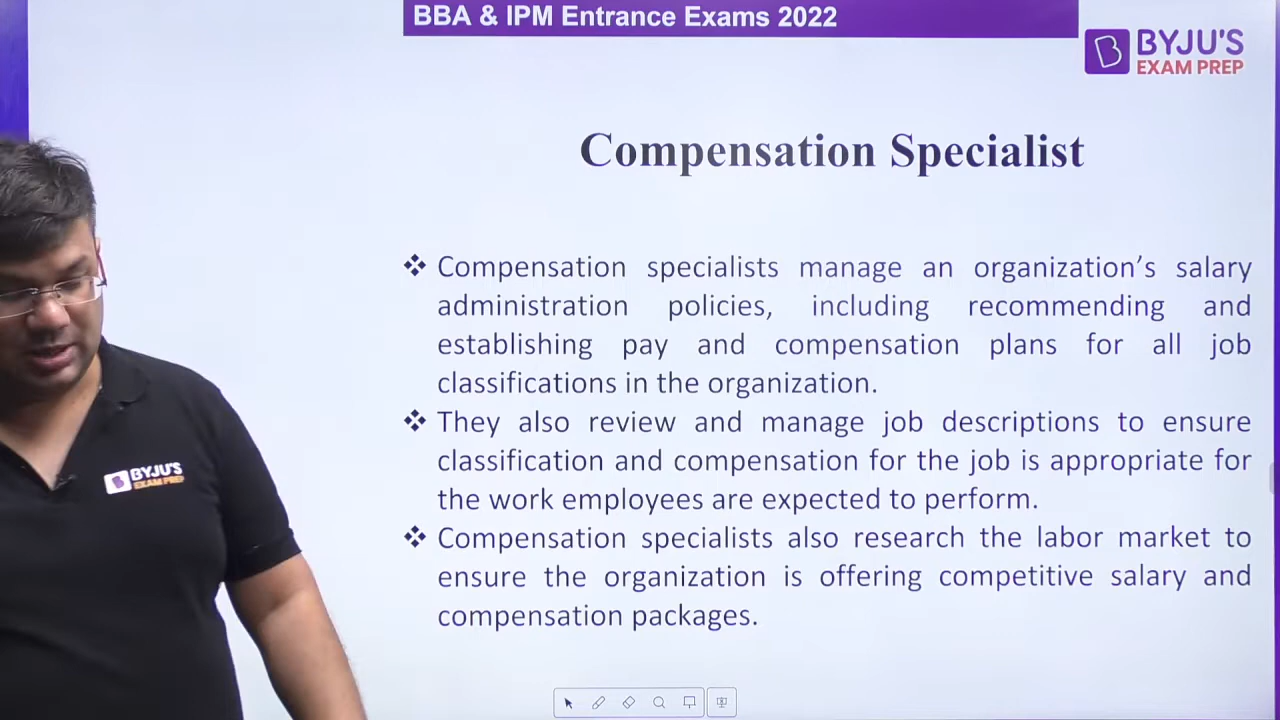 BBA & IPM Entrance Exams 2022
BYJU'S
EXAM PREP
Compensation Specialist
❖ Compensation specialists manage an organization’s salary
administration policies, including recommending and
establishing pay and compensation plans for all job
classifications in the organization.
❖ They also review and manage job descriptions to ensure
classification and compensation for the job is appropriate for
the work employees are expected to perform.
❖ Compensation specialists also research the labor market to
ensure the organization is offering competitive salary and
compensation packages.
BYJU'S
EXAM PREP